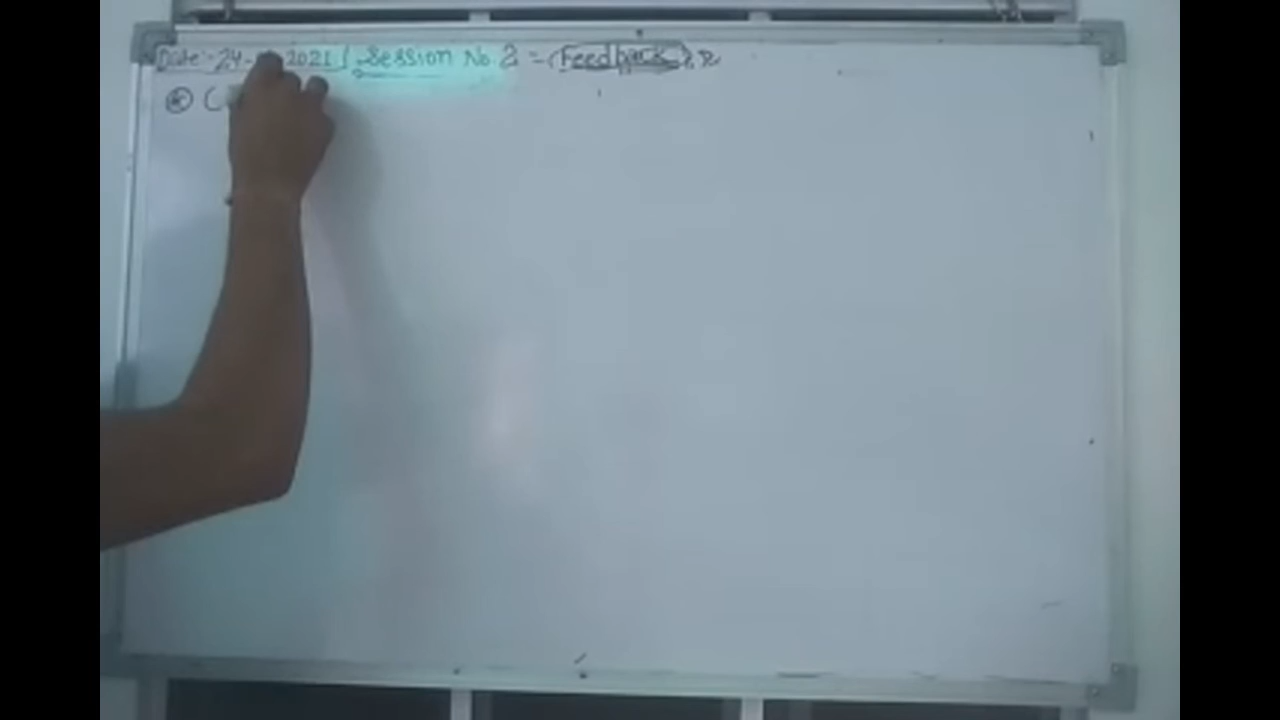 Date :- 24- 2021 | Session No. 2 = Feedback
C